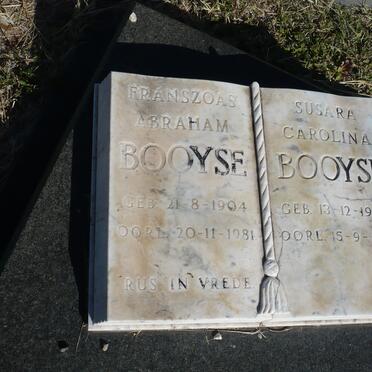 FRANSZOAS
ABRAHAM
BOOYSE
GEB. 21-8-1904
OORL. 20-11-1981
RUS IN VREDE
SUSARA
CAROLINA
BOOYSE
GEB. 13-12-19
OORL. 15-9-